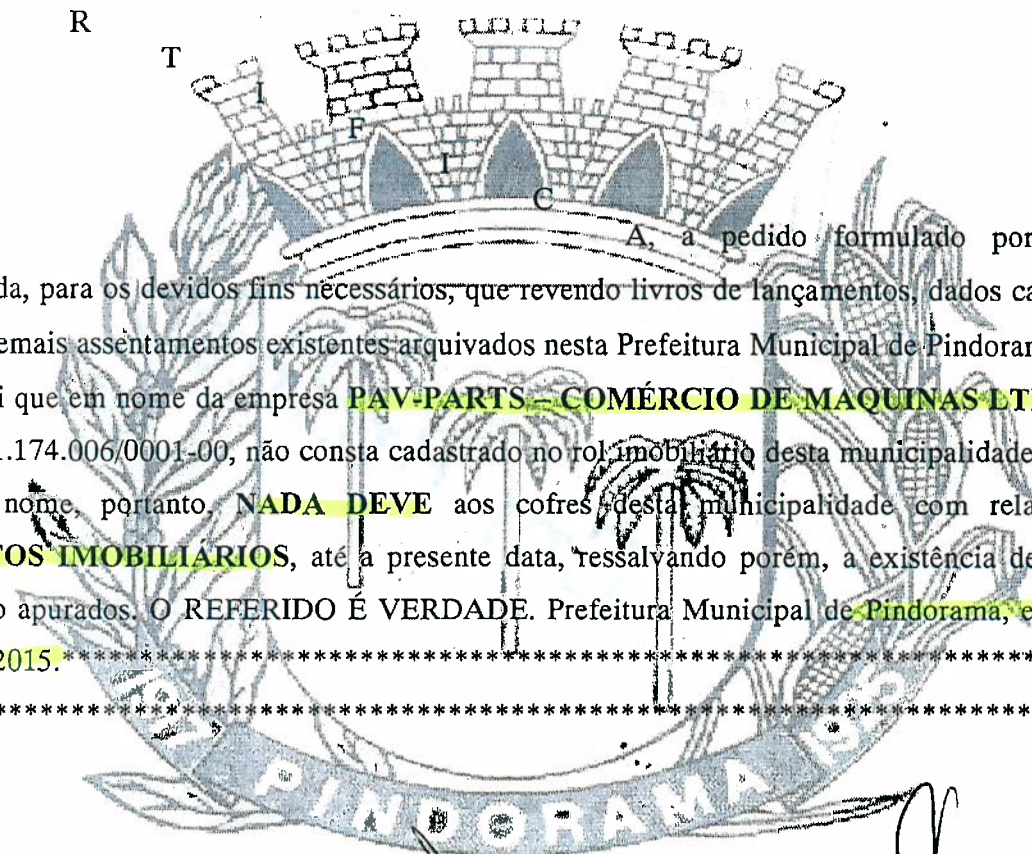 R
T
I
F
I
C
A, a pedido formulado por
da, para os devidos fins necessários, que revendo livros de lançamentos, dados ca
emais assentamentos existentes arquivados nesta Prefeitura Municipal de Pindoram
i que em nome da empresa PAV-PARTS – COMÉRCIO DE MAQUINAS LT
1.174.006/0001-00, não consta cadastrado no rol imobiliário desta municipalidade
nome, portanto, NADA DEVE aos cofres desta municipalidade com rela
TOS IMOBILIÁRIOS, até a presente data, ressalvando porém, a existência de
o apurados. O REFERIDO É VERDADE. Prefeitura Municipal de Pindorama, e
2015.*****************************************************************
**********************************************************************
PINDORAMA